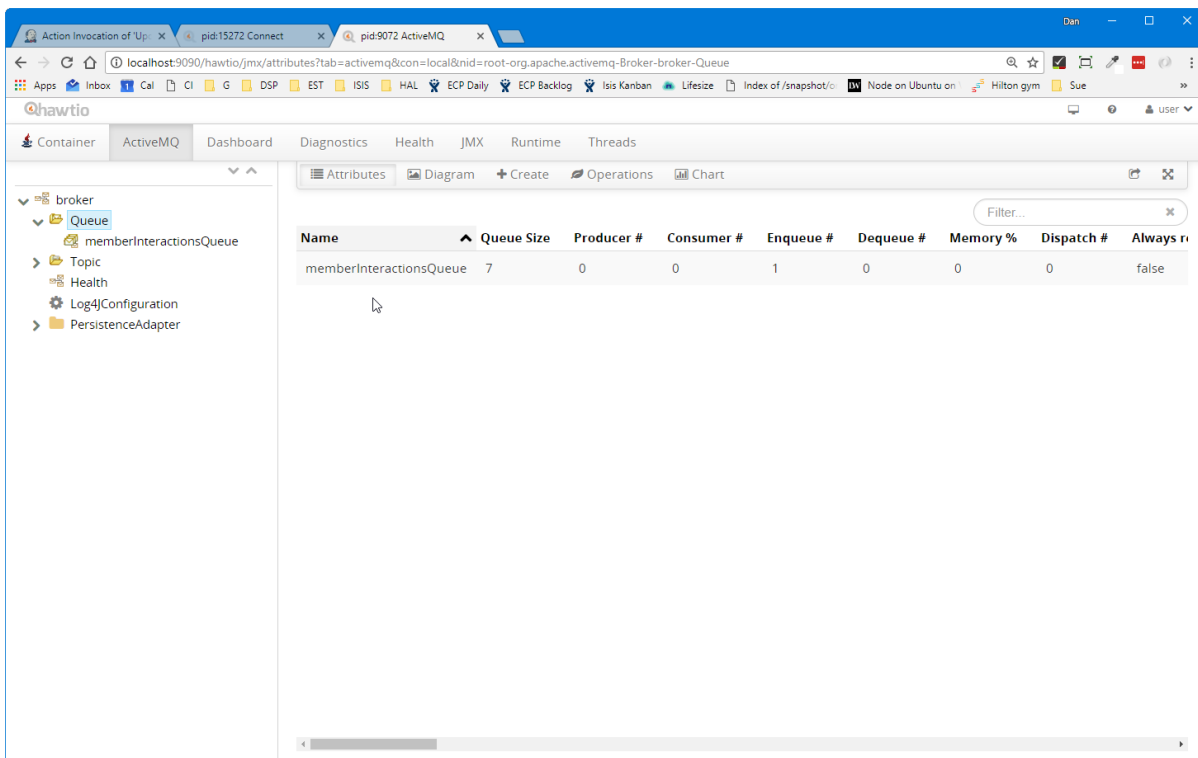 Dan
Action Invocation of 'Up: pid:15272 Connect pid:9072 ActiveMQ
localhost:9090/hawtio/jmx/attributes?tab=activemq&con=local&nid=root-org.apache.activemq-Broker-broker-Queue
Apps Inbox Cal CI G DSP EST ISIS HAL ECP Daily ECP Backlog Isis Kanban Lifesize Index of /snapshot/o Node on Ubuntu on Hilton gym Sue »
hawtio user
Container ActiveMQ Dashboard Diagnostics Health JMX Runtime Threads
Attributes Diagram Create Operations Chart
broker
Queue
memberInteractionsQueue
Topic
Health
Log4JConfiguration
PersistenceAdapter
Filter...
Name Queue Size Producer # Consumer # Enqueue # Dequeue # Memory % Dispatch # Always re
memberInteractionsQueue 7 0 0 1 0 0 0 false